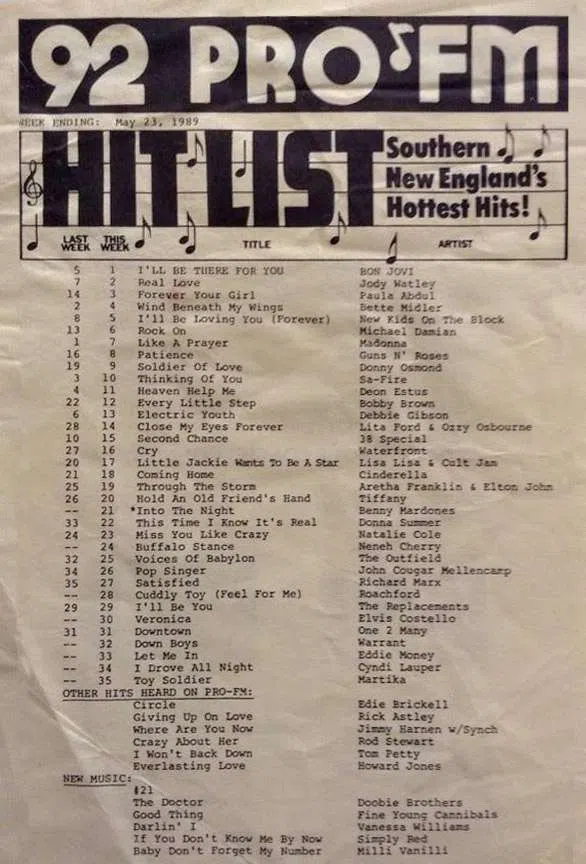 92 PRO FM
WEEK ENDING: May 23, 1989
HIT LIST
Southern
New England's
Hottest Hits!
LAST WEEK THIS WEEK TITLE ARTIST
5 1 I'LL BE THERE FOR YOU BON JOVI
7 2 Real Love Jody Watley
14 3 Forever Your Girl Paula Abdul
2 4 Wind Beneath My Wings Bette Midler
8 5 I'll Be Loving You (Forever) New Kids On The Block
13 6 Rock On Michael Damian
1 7 Like A Prayer Madonna
16 8 Patience Guns N' Roses
19 9 Soldier Of Love Donny Osmond
3 10 Thinking Of You Sa-Fire
4 11 Heaven Help Me Deon Estus
22 12 Every Little Step Bobby Brown
6 13 Electric Youth Debbie Gibson
28 14 Close My Eyes Forever Lita Ford & Ozzy Osbourne
10 15 Second Chance 38 Special
27 16 Cry Waterfront
20 17 Little Jackie Wants To Be A Star Lisa Lisa & Cult Jam
21 18 Coming Home Cinderella
25 19 Through The Storm Aretha Franklin & Elton John
26 20 Hold An Old Friend's Hand Tiffany
-- 21 *Into The Night Benny Mardones
33 22 This Time I Know It's Real Donna Summer
24 23 Miss You Like Crazy Natalie Cole
-- 24 Buffalo Stance Neneh Cherry
32 25 Voices Of Babylon The Outfield
34 26 Pop Singer John Cougar Mellencamp
35 27 Satisfied Richard Marx
-- 28 Cuddly Toy (Feel For Me) Roachford
29 29 I'll Be You The Replacements
-- 30 Veronica Elvis Costello
31 31 Downtown One 2 Many
-- 32 Down Boys Warrant
-- 33 Let Me In Eddie Money
-- 34 I Drove All Night Cyndi Lauper
-- 35 Toy Soldier Martika
OTHER HITS HEARD ON PRO-FM:
Circle Edie Brickell
Giving Up On Love Rick Astley
Where Are You Now Jimmy Harnen w/Synch
Crazy About Her Rod Stewart
I Won't Back Down Tom Petty
Everlasting Love Howard Jones
NEW MUSIC:
#21
The Doctor Doobie Brothers
Good Thing Fine Young Cannibals
Darlin' I Vanessa Williams
If You Don't Know Me By Now Simply Red
Baby Don't Forget My Number Milli Vanilli